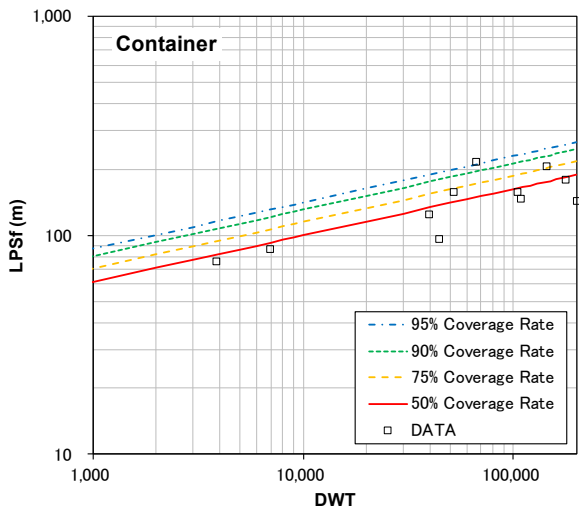 1,000
Container
100
LPSf (m)
95% Coverage Rate
90% Coverage Rate
75% Coverage Rate
50% Coverage Rate
DATA
10
1,000
10,000
100,000
DWT